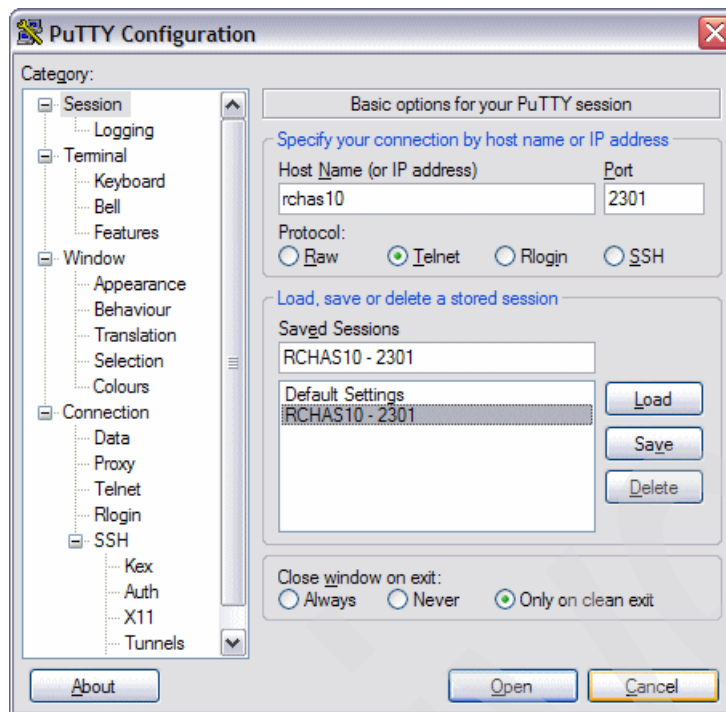 PuTTY Configuration
Category:
Session
Logging
Terminal
Keyboard
Bell
Features
Window
Appearance
Behaviour
Translation
Selection
Colours
Connection
Data
Proxy
Telnet
Rlogin
SSH
Kex
Auth
X11
Tunnels
Basic options for your PuTTY session
Specify your connection by host name or IP address
Host Name (or IP address) Port
rchas10 2301
Protocol:
Raw Telnet Rlogin SSH
Load, save or delete a stored session
Saved Sessions
RCHAS10 - 2301
Default Settings
RCHAS10 - 2301
Load
Save
Delete
Close window on exit:
Always Never Only on clean exit
About Open Cancel